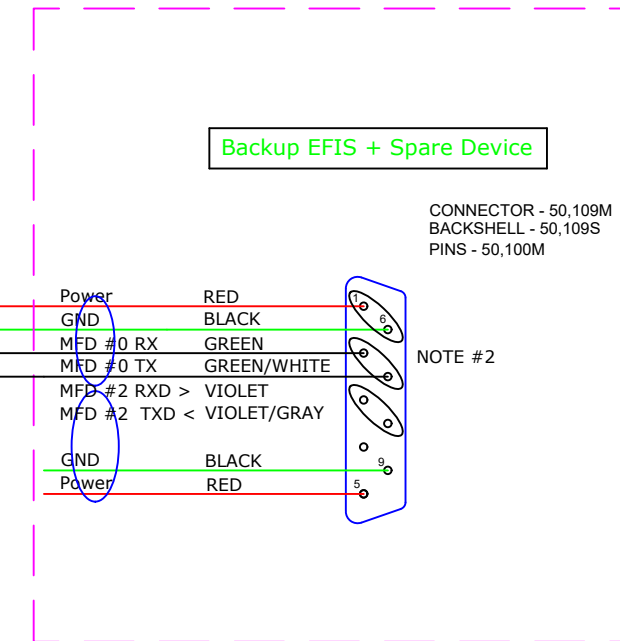 Backup EFIS + Spare Device
CONNECTOR - 50,109M
BACKSHELL - 50,109S
PINS - 50,100M
Power RED 1
GND BLACK 6
MFD #0 RX GREEN
MFD #0 TX GREEN/WHITE NOTE #2
MFD #2 RXD > VIOLET
MFD #2 TXD < VIOLET/GRAY
GND BLACK 9
Power RED 5